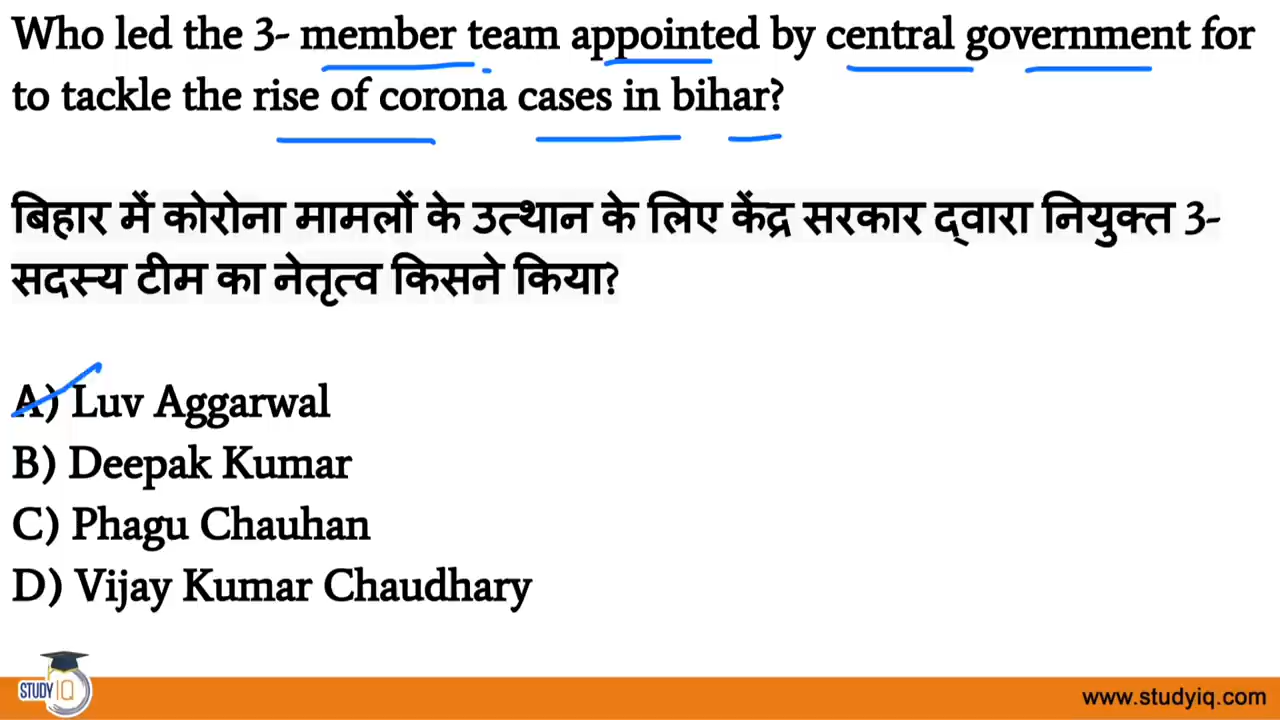 Who led the 3- member team appointed by central government for
to tackle the rise of corona cases in bihar?
बिहार में कोरोना मामलों के उत्थान के लिए केंद्र सरकार द्वारा नियुक्त 3-
सदस्य टीम का नेतृत्व किसने किया?
A) Luv Aggarwal
B) Deepak Kumar
C) Phagu Chauhan
D) Vijay Kumar Chaudhary
STUDY IQ
www.studyiq.com